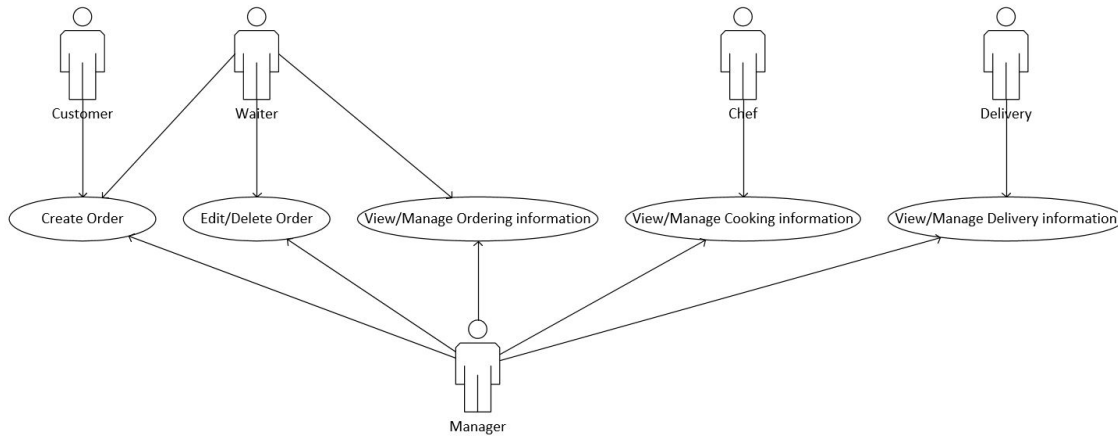 Customer
Waiter
Chef
Delivery
Create Order
Edit/Delete Order
View/Manage Ordering information
View/Manage Cooking information
View/Manage Delivery information
Manager